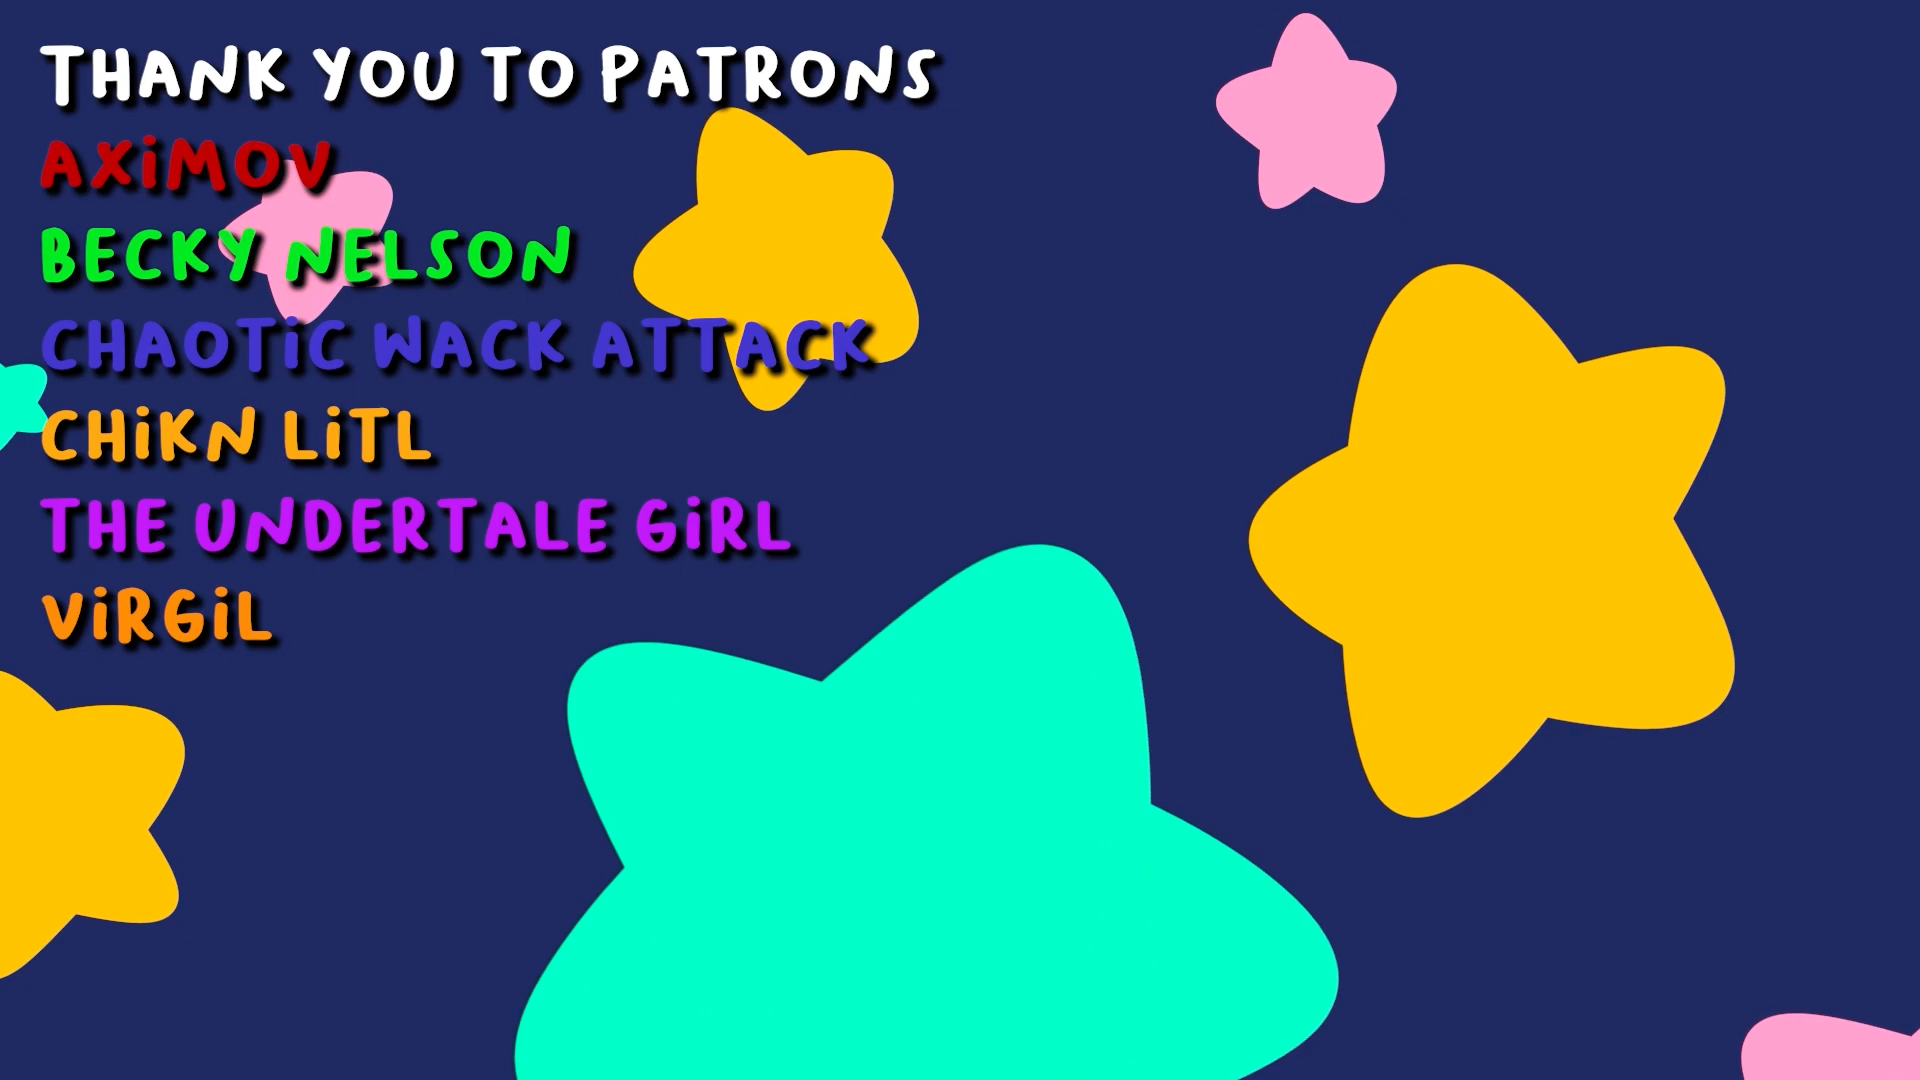 THANK YOU TO PATRONS
AXiMOV
BECKY NELSON
CHAOTiC WACK ATTACK
CHiKN LiTL
THE UNDERTALE GiRL
ViRGiL